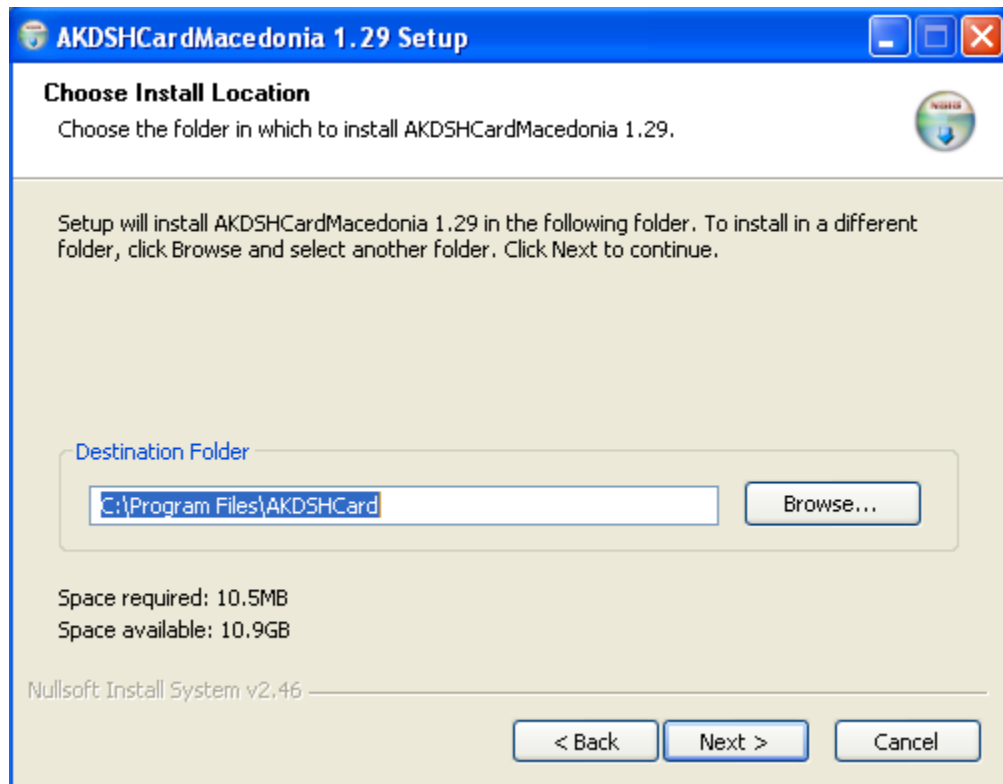 AKDSHCardMacedonia 1.29 Setup
Choose Install Location
Choose the folder in which to install AKDSHCardMacedonia 1.29.
Setup will install AKDSHCardMacedonia 1.29 in the following folder. To install in a different
folder, click Browse and select another folder. Click Next to continue.
Destination Folder
C:\Program Files\AKDSHCard
Browse...
Space required: 10.5MB
Space available: 10.9GB
Nullsoft Install System v2.46
< Back
Next >
Cancel